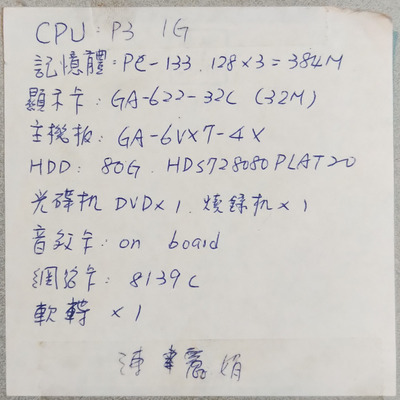 CPU: P3 1G
記憶體: PC-133. 128×3=384M
顯示卡: GA-622-32C (32M)
主機板: GA-6VX7-4X
HDD: 80G. HDS728080PLAT20
光碟机 DVD×1. 燒錄机×1
音效卡: on board
網路卡: 8139C
軟碟 ×1